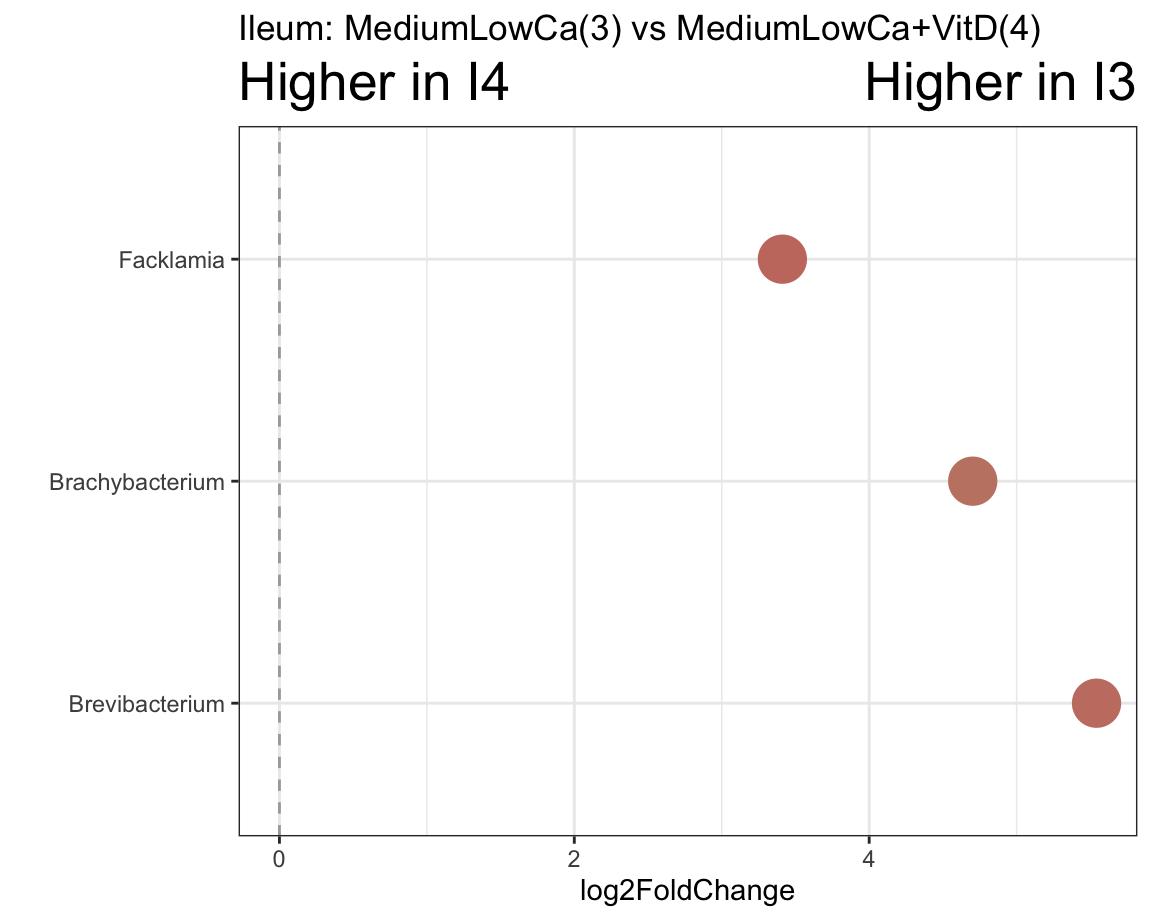 Ileum: MediumLowCa(3) vs MediumLowCa+VitD(4)
Higher in I4 Higher in I3
Facklamia
Brachybacterium
Brevibacterium
0 2 4
log2FoldChange